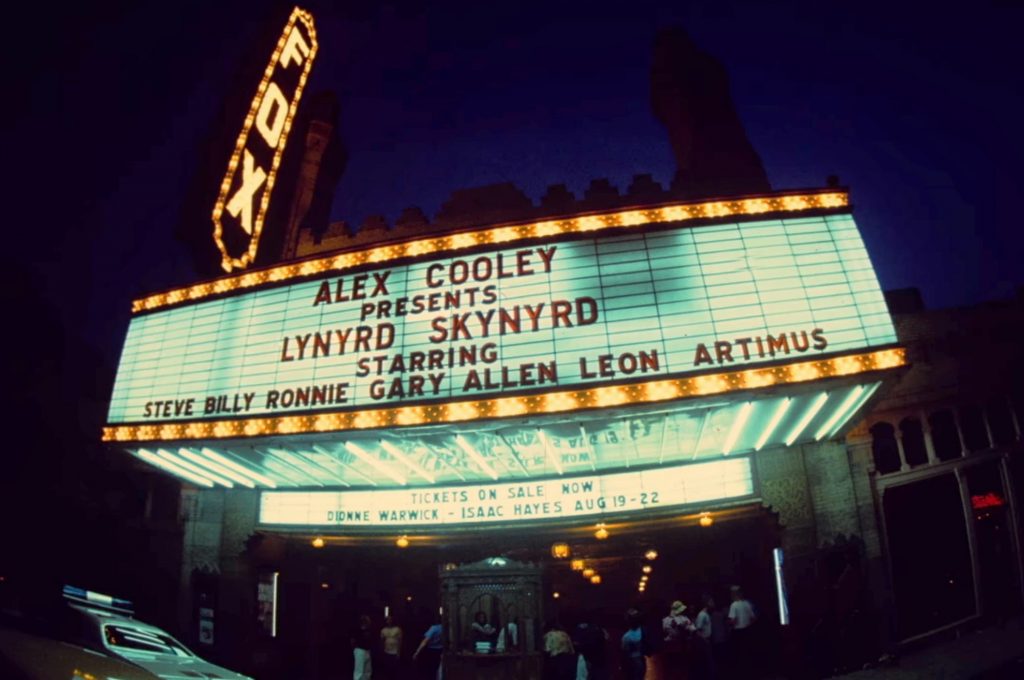 FOX
ALEX COOLEY
PRESENTS
LYNYRD SKYNYRD
STARRING
STEVE BILLY RONNIE GARY ALLEN LEON ARTIMUS
TICKETS ON SALE NOW
DIONNE WARWICK - ISAAC HAYES AUG 19-22